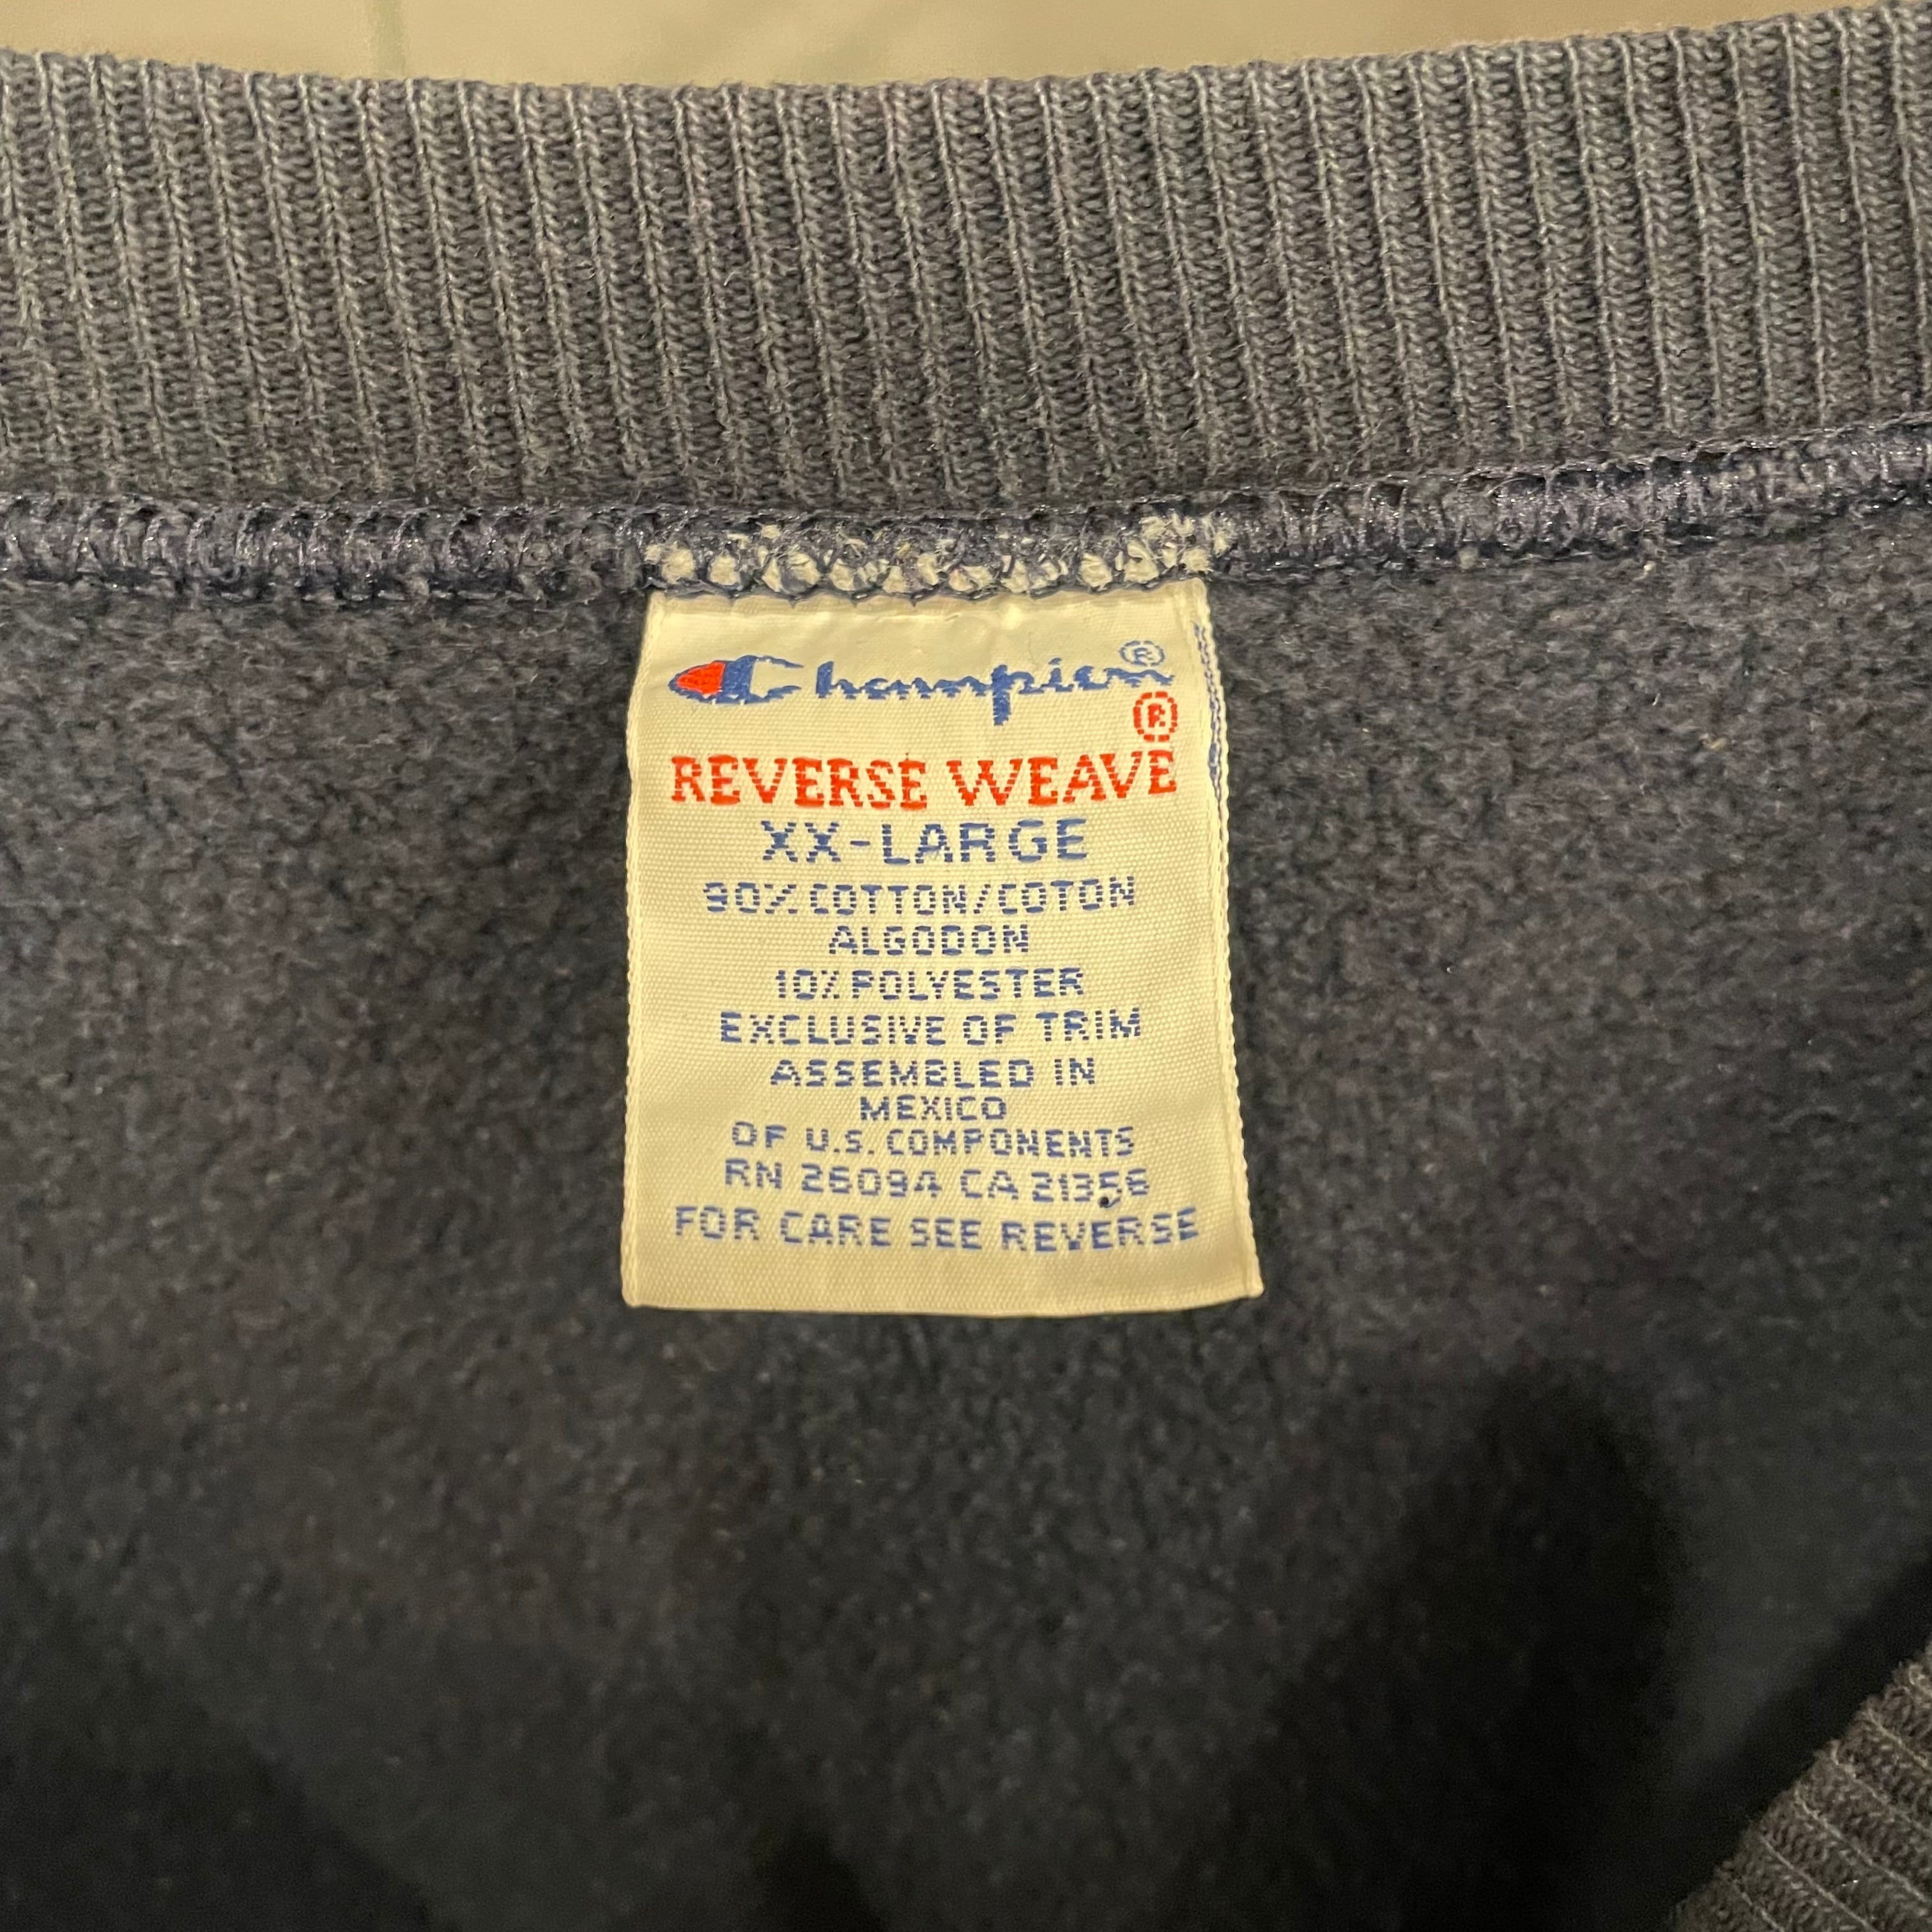 Champion®
®
REVERSE WEAVE
XX-LARGE
90% COTTON/COTON
ALGODON
10% POLYESTER
EXCLUSIVE OF TRIM
ASSEMBLED IN
MEXICO
OF U.S. COMPONENTS
RN 26094 CA 21356
FOR CARE SEE REVERSE